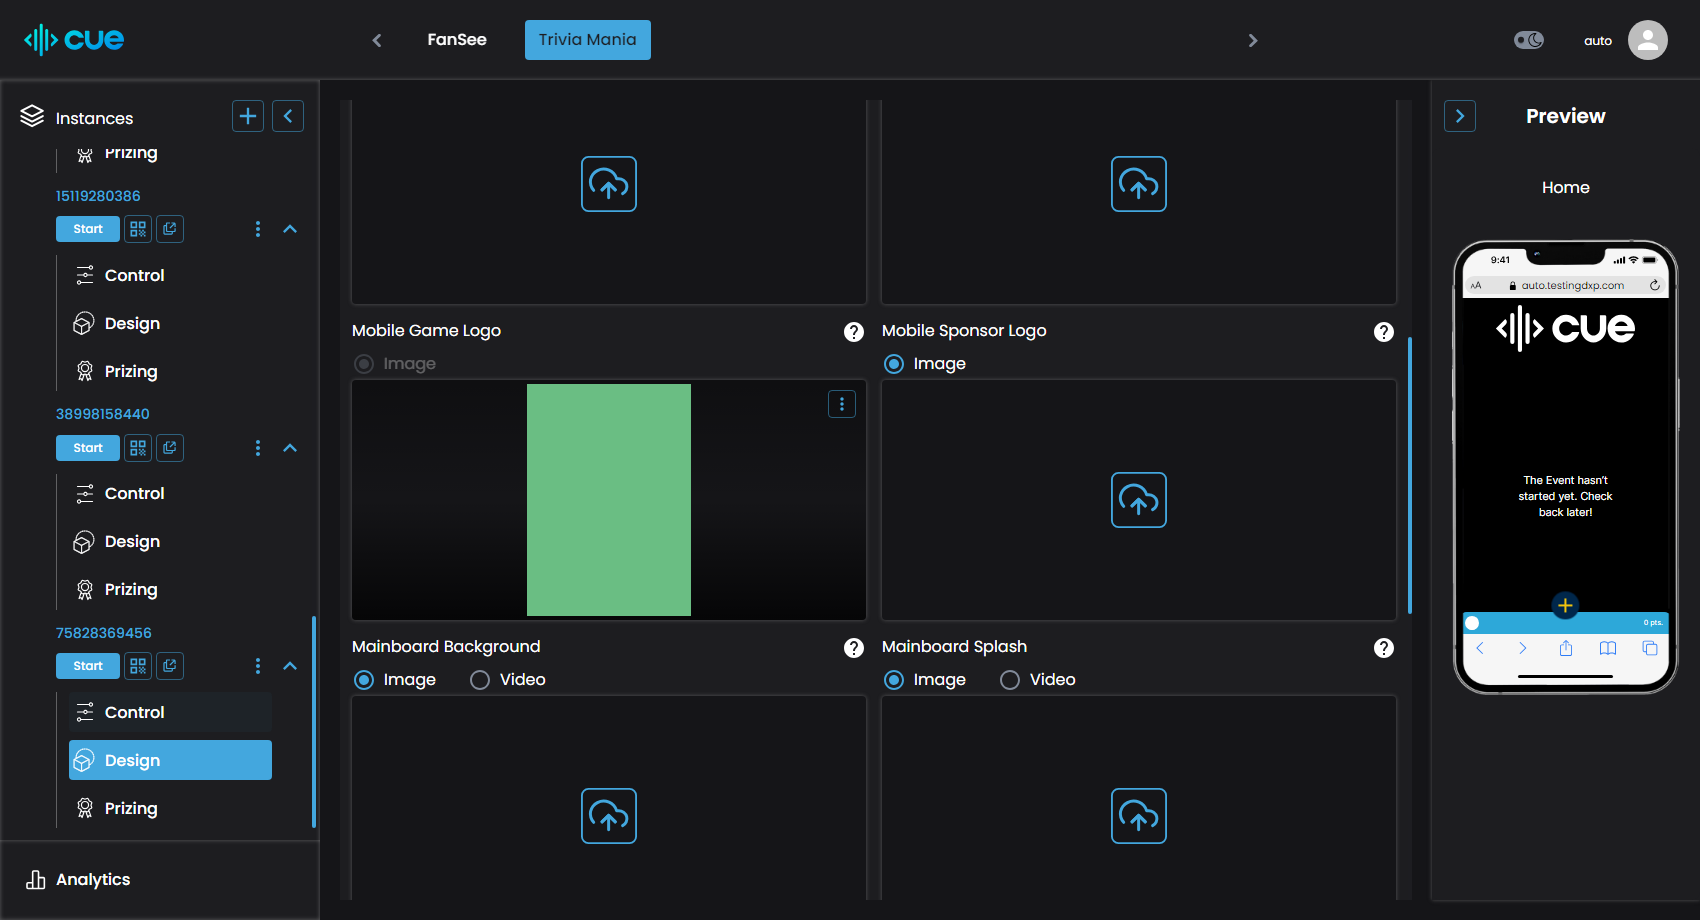 cue
FanSee
Trivia Mania
auto
Instances
Prizing
15119280386
Start
Control
Design
Prizing
38998158440
Start
Control
Design
Prizing
75828369456
Start
Control
Design
Prizing
Analytics
Mobile Game Logo
?
Image
Mobile Sponsor Logo
?
Image
Mainboard Background
?
Image
Video
Mainboard Splash
?
Image
Video
Preview
Home
9:41
AA
auto.testingdxp.com
cue
The Event hasn't
started yet. Check
back later!
0 pts.